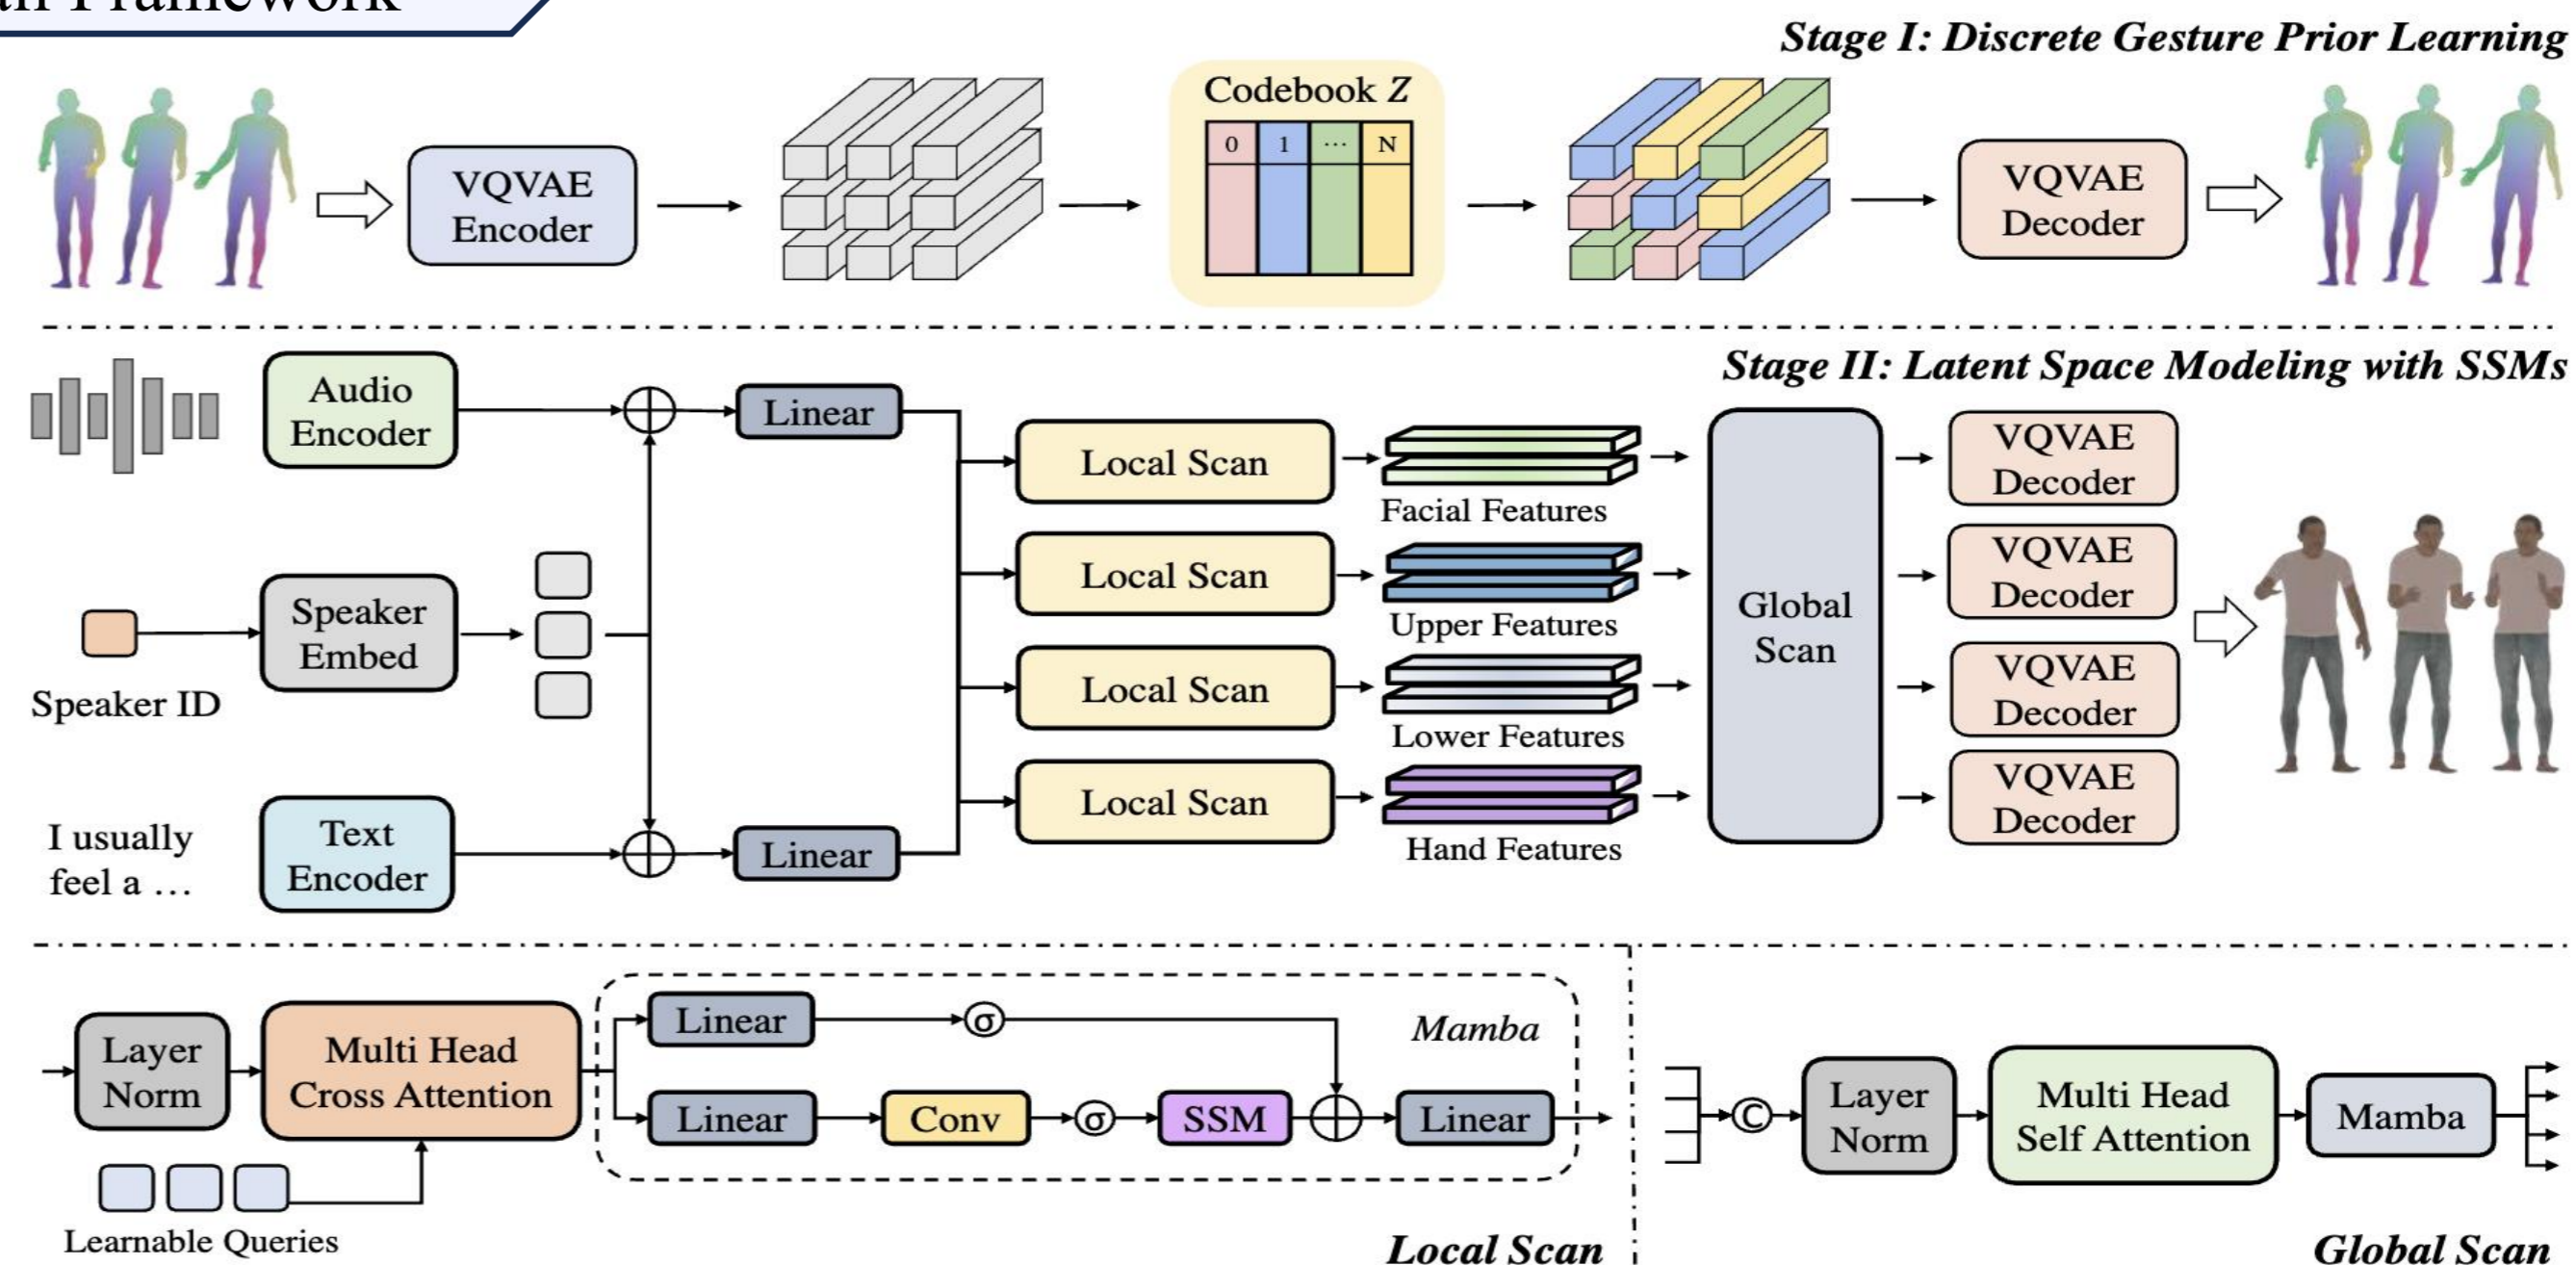 Framework
Stage I: Discrete Gesture Prior Learning
VQVAE
Encoder
Codebook Z
0 1 ... N
VQVAE
Decoder
Stage II: Latent Space Modeling with SSMs
Audio
Encoder
Linear
Speaker ID
Speaker
Embed
I usually
feel a ...
Text
Encoder
Linear
Local Scan
Facial Features
Local Scan
Upper Features
Local Scan
Lower Features
Local Scan
Hand Features
Global
Scan
VQVAE
Decoder
VQVAE
Decoder
VQVAE
Decoder
VQVAE
Decoder
Layer
Norm
Multi Head
Cross Attention
Learnable Queries
Linear
σ
Mamba
Linear
Conv
σ
SSM
Linear
Local Scan
C
Layer
Norm
Multi Head
Self Attention
Mamba
Global Scan